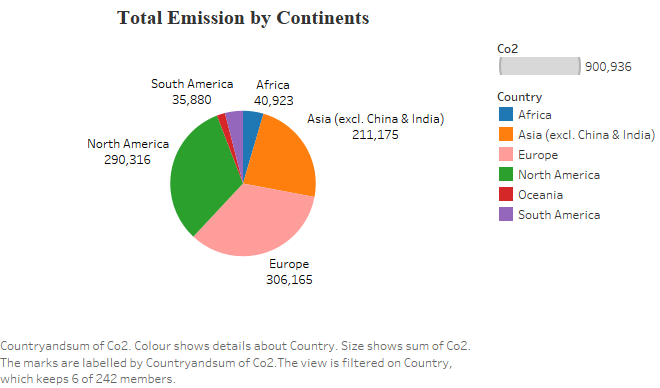 Total Emission by Continents
Co2
900,936
Country
Africa
Asia (excl. China & India)
Europe
North America
Oceania
South America
South America
35,880
Africa
40,923
Asia (excl. China & India)
211,175
North America
290,316
Europe
306,165
Countryandsum of Co2. Colour shows details about Country. Size shows sum of Co2.
The marks are labelled by Countryandsum of Co2.The view is filtered on Country,
which keeps 6 of 242 members.